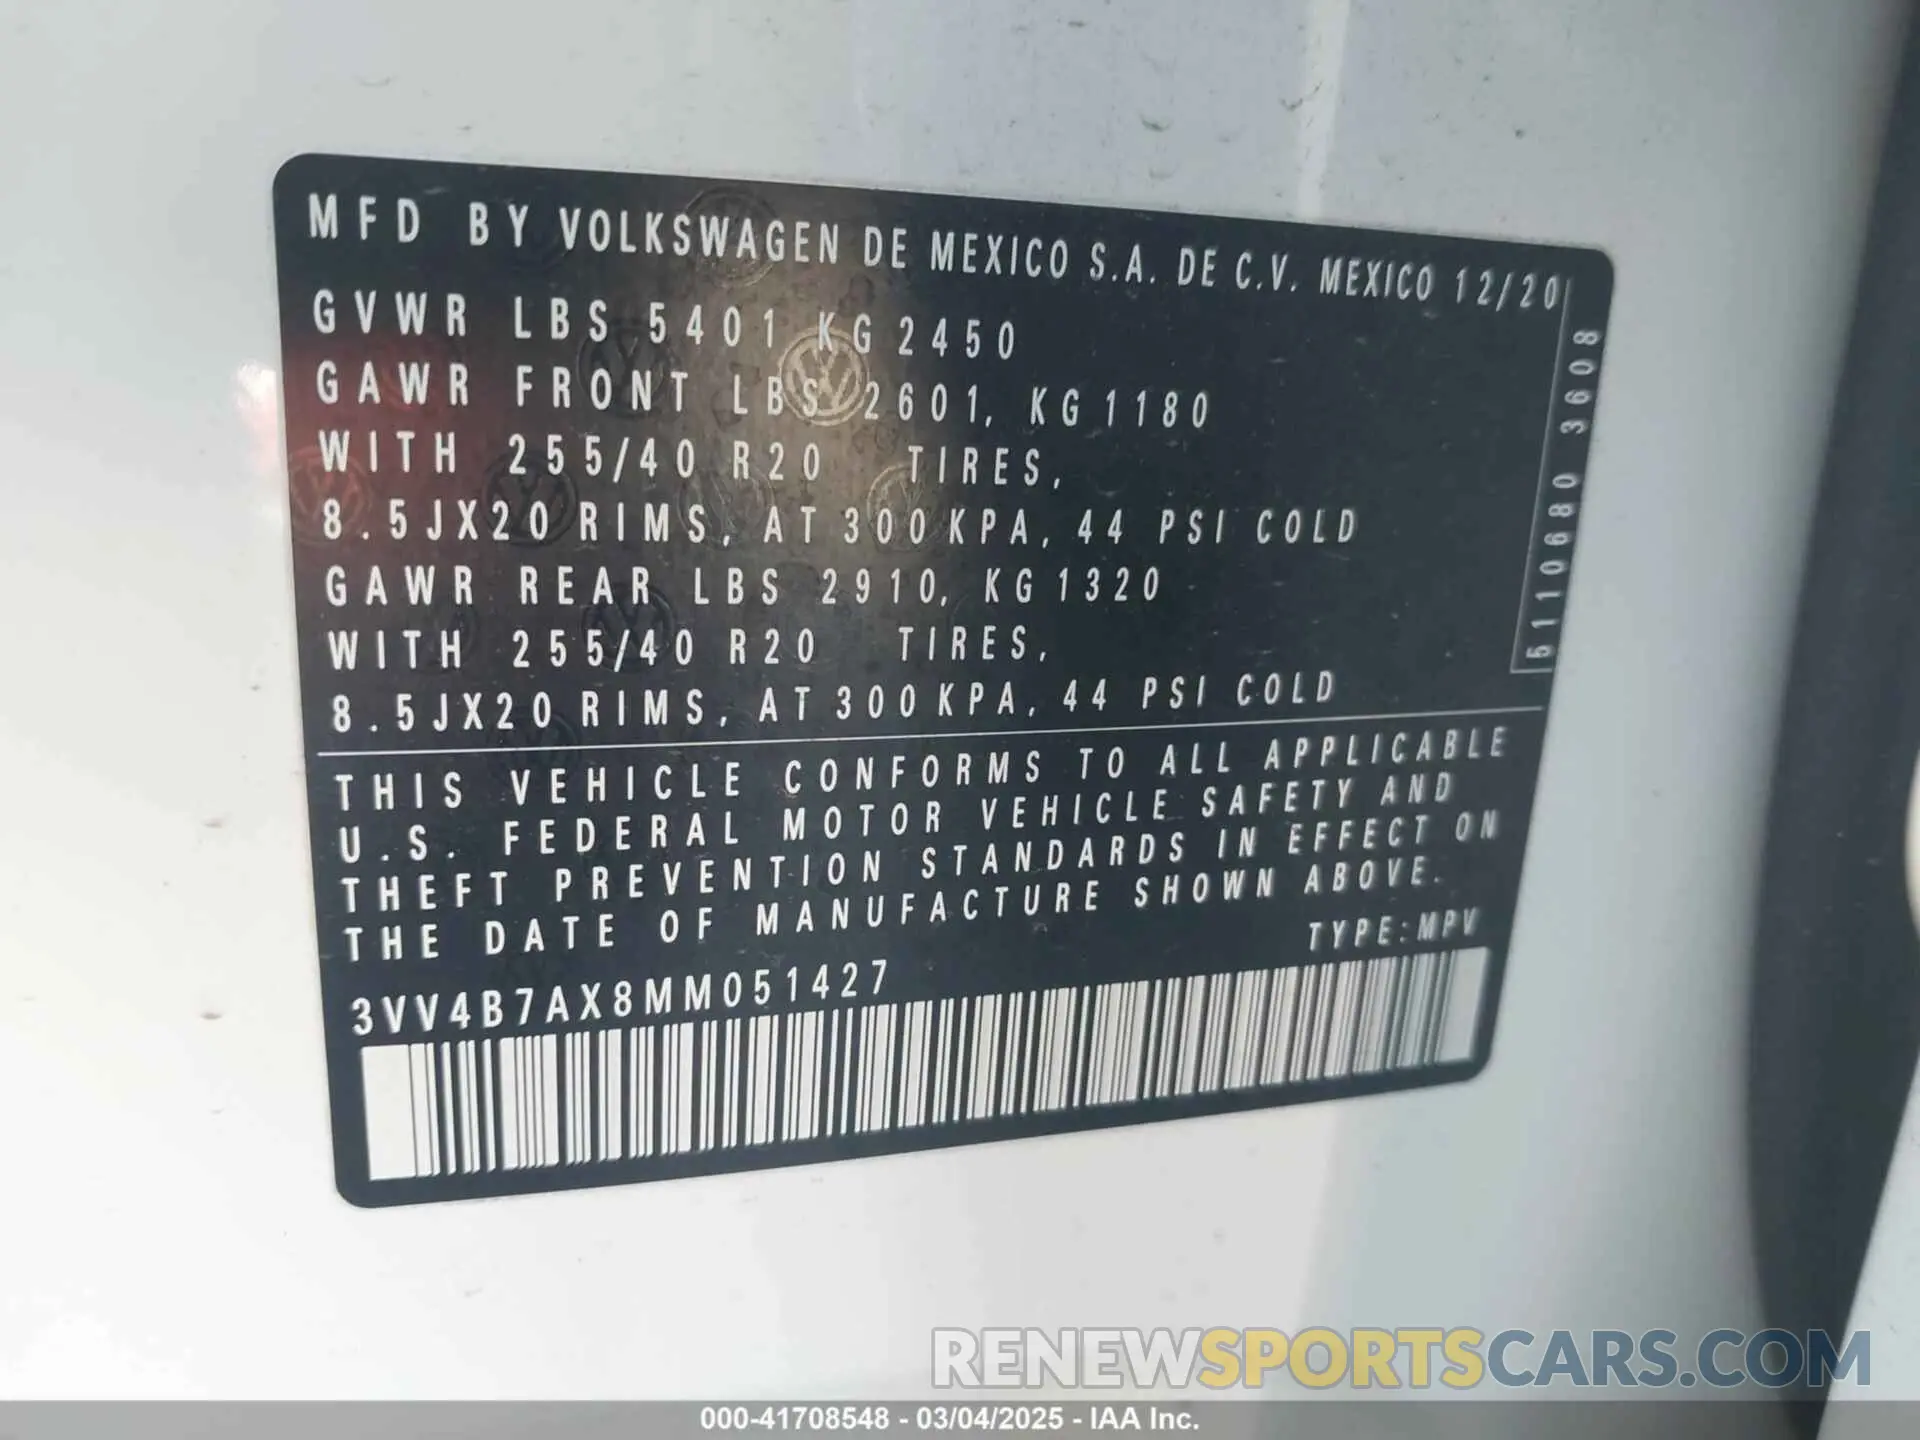 MFD BY VOLKSWAGEN DE MEXICO S.A. DE C.V. MEXICO 12/20
GVWR LBS 5401 KG 2450
GAWR FRONT LBS 2601, KG 1180
WITH 255/40 R20 TIRES,
8.5JX20 RIMS, AT 300 KPA, 44 PSI COLD
GAWR REAR LBS 2910, KG 1320
WITH 255/40 R20 TIRES,
8.5JX20 RIMS, AT 300 KPA, 44 PSI COLD
5110680 3608
THIS VEHICLE CONFORMS TO ALL APPLICABLE
U.S. FEDERAL MOTOR VEHICLE SAFETY AND
THEFT PREVENTION STANDARDS IN EFFECT ON
THE DATE OF MANUFACTURE SHOWN ABOVE.
TYPE:MPV
3VV4B7AX8MM051427
RENEWSPORTSCARS.COM
000-41708548 - 03/04/2025 - IAA Inc.